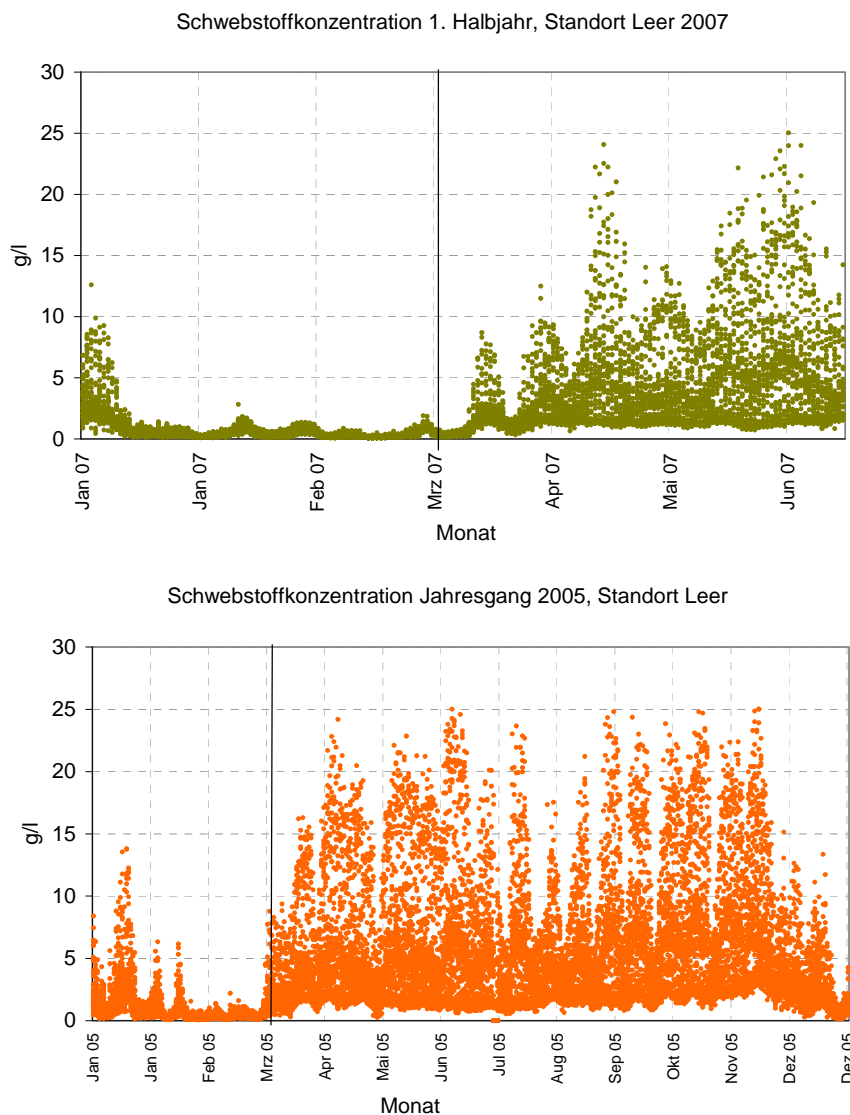 Schwebstoffkonzentration 1. Halbjahr, Standort Leer 2007
30
25
20
15
10
5
0
g/l
Jan 07
Jan 07
Feb 07
Mrz 07
Apr 07
Mai 07
Jun 07
Monat
Schwebstoffkonzentration Jahresgang 2005, Standort Leer
30
25
20
15
10
5
0
g/l
Jan 05
Jan 05
Feb 05
Mrz 05
Apr 05
Mai 05
Jun 05
Jul 05
Aug 05
Sep 05
Okt 05
Nov 05
Dez 05
Dez 05
Monat